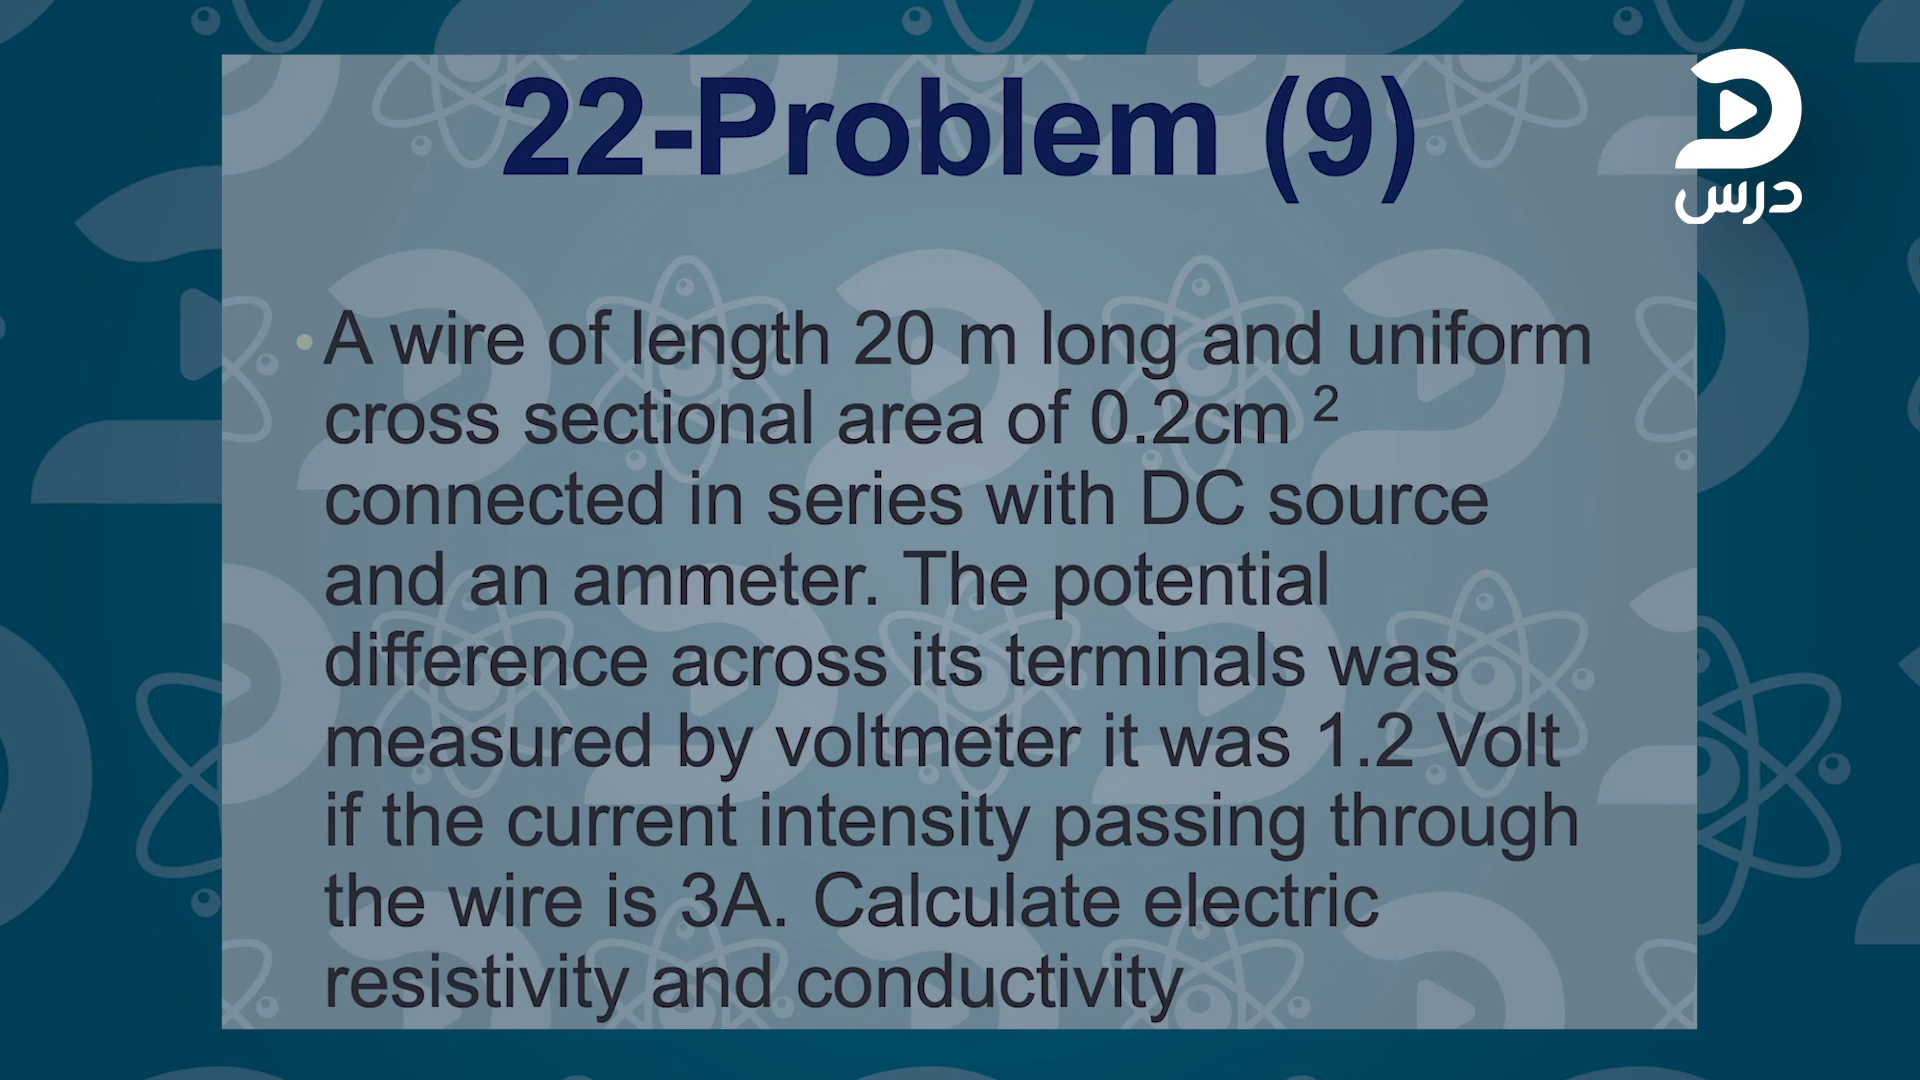 22-Problem (9)
درس
A wire of length 20 m long and uniform
cross sectional area of 0.2cm ²
connected in series with DC source
and an ammeter. The potential
difference across its terminals was
measured by voltmeter it was 1.2 Volt
if the current intensity passing through
the wire is 3A. Calculate electric
resistivity and conductivity